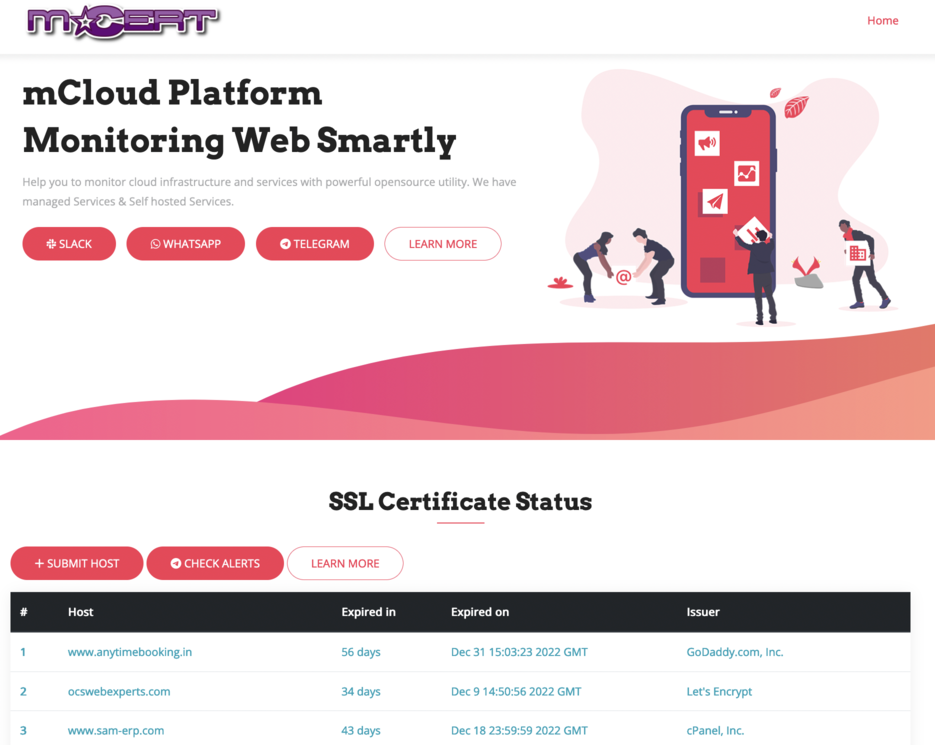 m★CERT
Home
mCloud Platform
Monitoring Web Smartly
Help you to monitor cloud infrastructure and services with powerful opensource utility. We have
managed Services & Self hosted Services.
SLACK
WHATSAPP
TELEGRAM
LEARN MORE
@
SSL Certificate Status
+ SUBMIT HOST
CHECK ALERTS
LEARN MORE
# Host Expired in Expired on Issuer
1 www.anytimebooking.in 56 days Dec 31 15:03:23 2022 GMT GoDaddy.com, Inc.
2 ocswebexperts.com 34 days Dec 9 14:50:56 2022 GMT Let's Encrypt
3 www.sam-erp.com 43 days Dec 18 23:59:59 2022 GMT cPanel, Inc.